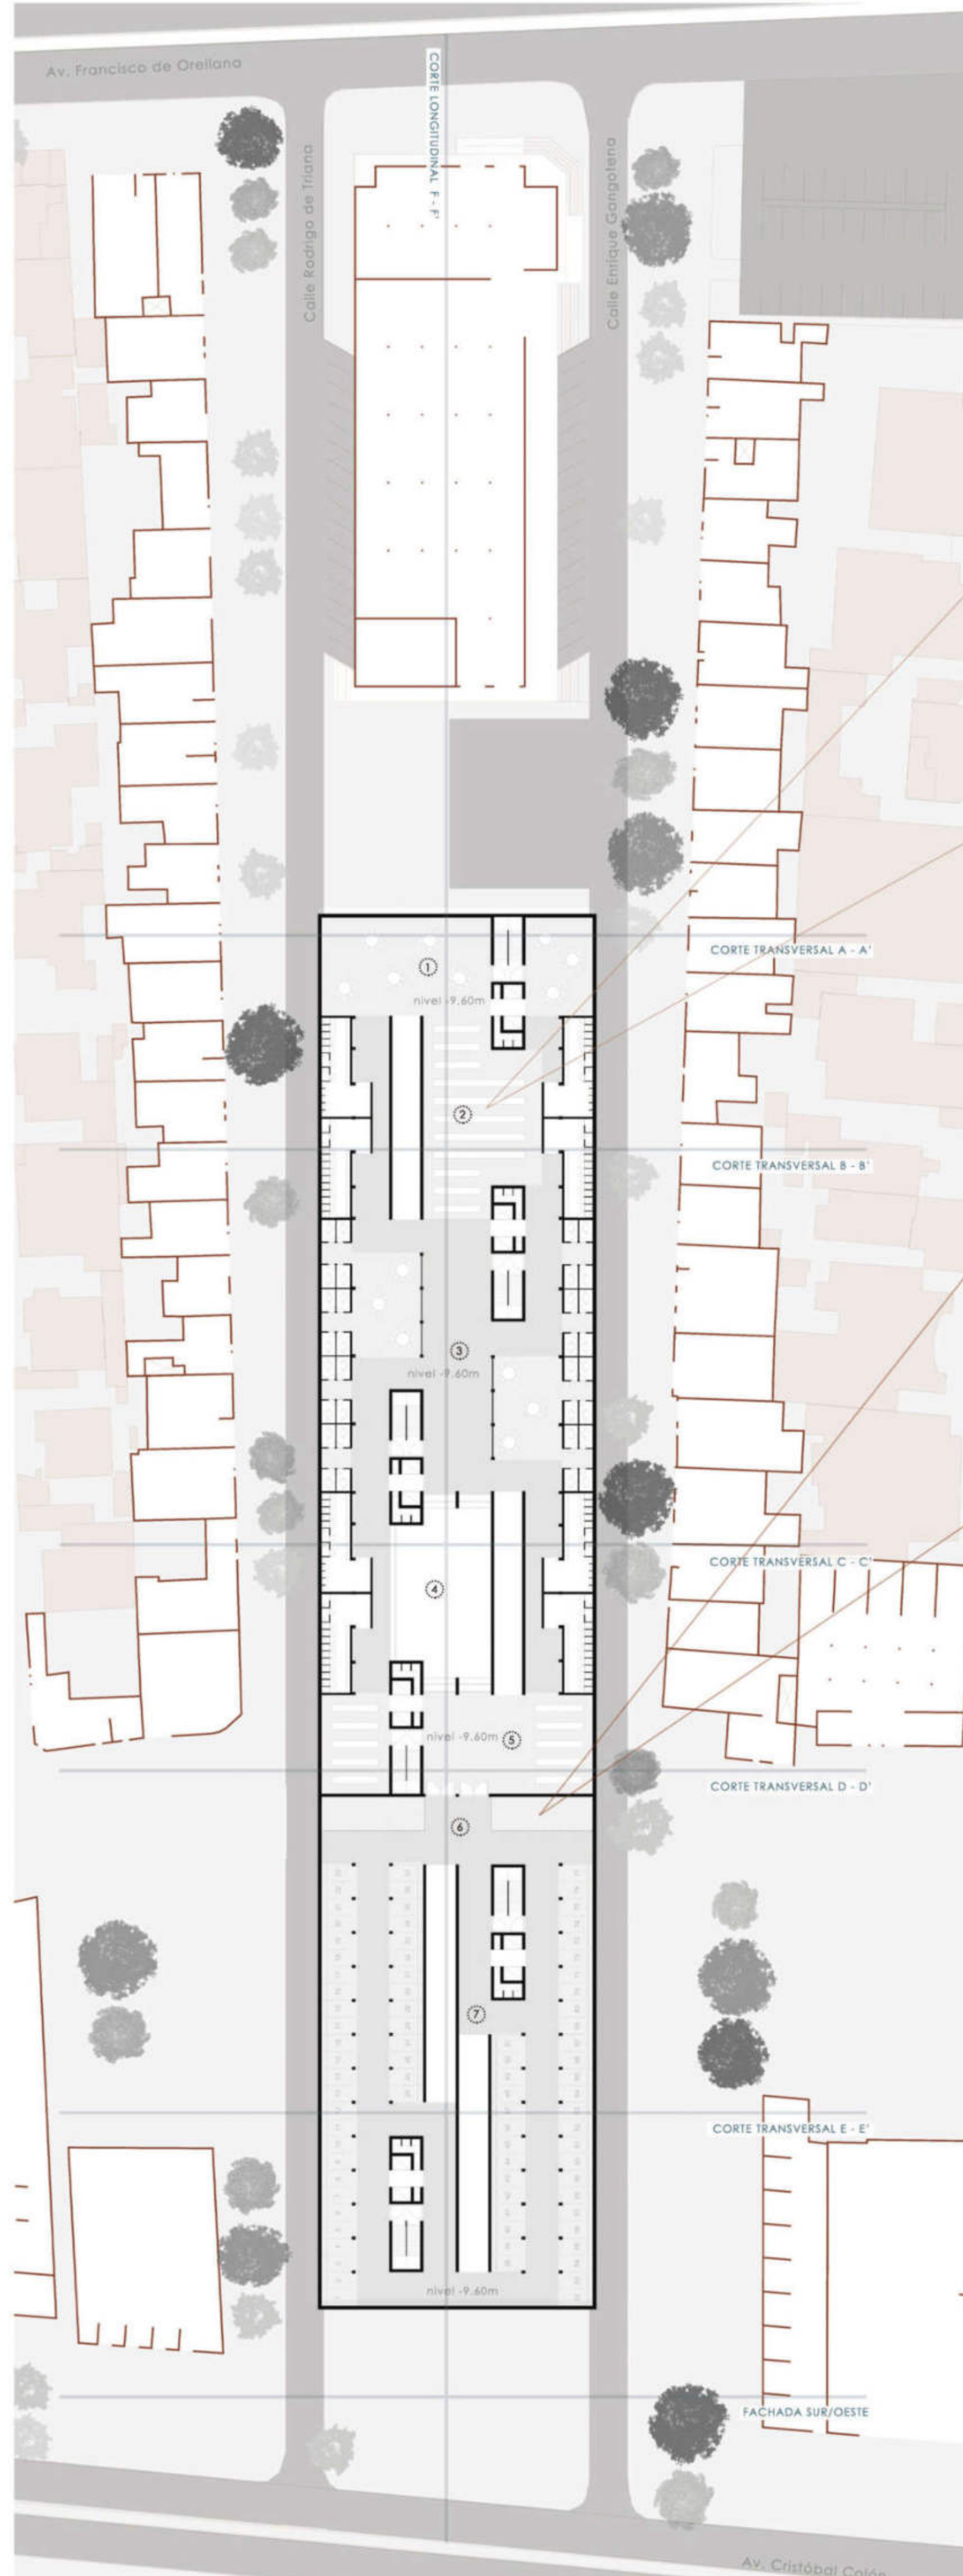 Av. Francisco de Orellana
CORTE LONGITUDINAL F - F'
Calle Rodrigo de Triana
Calle Enrique Gangotena
CORTE TRANSVERSAL A - A'
1
nivel -9.60m
2
CORTE TRANSVERSAL B - B'
3
nivel -9.60m
CORTE TRANSVERSAL C - C'
4
nivel -9.60m
5
CORTE TRANSVERSAL D - D'
6
7
CORTE TRANSVERSAL E - E'
nivel -9.60m
FACHADA SUR/OESTE
Av. Cristóbal Colón